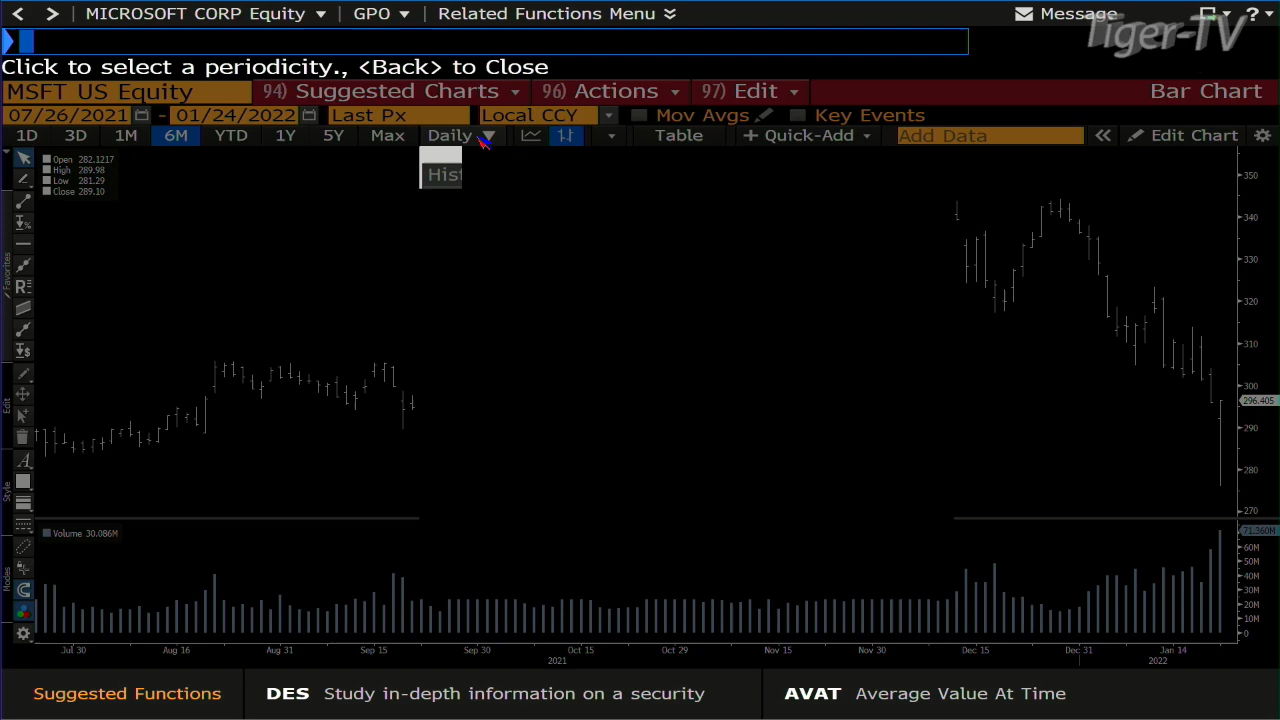 MICROSOFT CORP Equity GPO Related Functions Menu Message ?
Tiger-TV
Click to select a periodicity., <Back> to Close
MSFT US Equity 94) Suggested Charts 96) Actions 97) Edit Bar Chart
07/26/2021 - 01/24/2022 Last Px Local CCY Mov Avgs Key Events
1D 3D 1M 6M YTD 1Y 5Y Max Daily Table + Quick-Add Add Data Edit Chart
Hist
Open 282.1217
High 289.98
Low 281.29
Close 289.10
Favorites
Edit
Style
Modes
350
340
330
320
310
300
296.405
290
280
270
Volume 30.086M
71.360M
60M
50M
40M
30M
20M
10M
0
Jul 30 Aug 16 Aug 31 Sep 15 Sep 30 Oct 15 Oct 29 Nov 15 Nov 30 Dec 15 Dec 31 Jan 14
2021 2022
Suggested Functions DES Study in-depth information on a security AVAT Average Value At Time